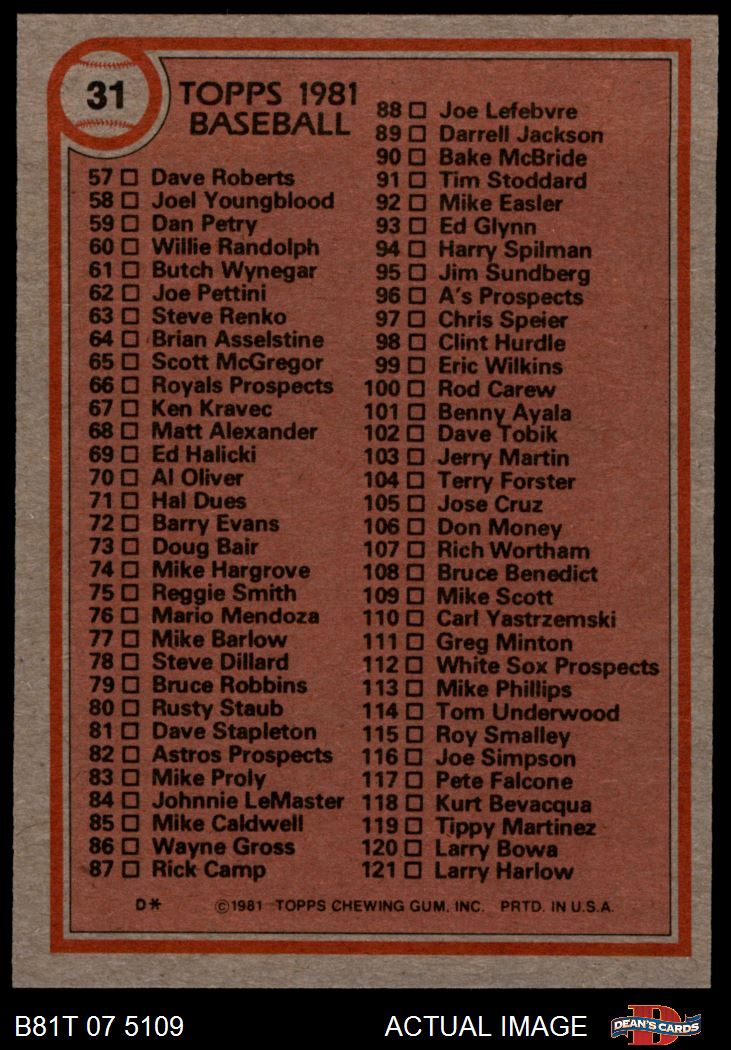 31
TOPPS 1981
BASEBALL
57 Dave Roberts
58 Joel Youngblood
59 Dan Petry
60 Willie Randolph
61 Butch Wynegar
62 Joe Pettini
63 Steve Renko
64 Brian Asselstine
65 Scott McGregor
66 Royals Prospects
67 Ken Kravec
68 Matt Alexander
69 Ed Halicki
70 Al Oliver
71 Hal Dues
72 Barry Evans
73 Doug Bair
74 Mike Hargrove
75 Reggie Smith
76 Mario Mendoza
77 Mike Barlow
78 Steve Dillard
79 Bruce Robbins
80 Rusty Staub
81 Dave Stapleton
82 Astros Prospects
83 Mike Proly
84 Johnnie LeMaster
85 Mike Caldwell
86 Wayne Gross
87 Rick Camp
88 Joe Lefebvre
89 Darrell Jackson
90 Bake McBride
91 Tim Stoddard
92 Mike Easler
93 Ed Glynn
94 Harry Spilman
95 Jim Sundberg
96 A's Prospects
97 Chris Speier
98 Clint Hurdle
99 Eric Wilkins
100 Rod Carew
101 Benny Ayala
102 Dave Tobik
103 Jerry Martin
104 Terry Forster
105 Jose Cruz
106 Don Money
107 Rich Wortham
108 Bruce Benedict
109 Mike Scott
110 Carl Yastrzemski
111 Greg Minton
112 White Sox Prospects
113 Mike Phillips
114 Tom Underwood
115 Roy Smalley
116 Joe Simpson
117 Pete Falcone
118 Kurt Bevacqua
119 Tippy Martinez
120 Larry Bowa
121 Larry Harlow
D* ©1981 TOPPS CHEWING GUM, INC. PRTD. IN U.S.A.
B81T 07 5109 ACTUAL IMAGE
D
DEAN'S CARDS